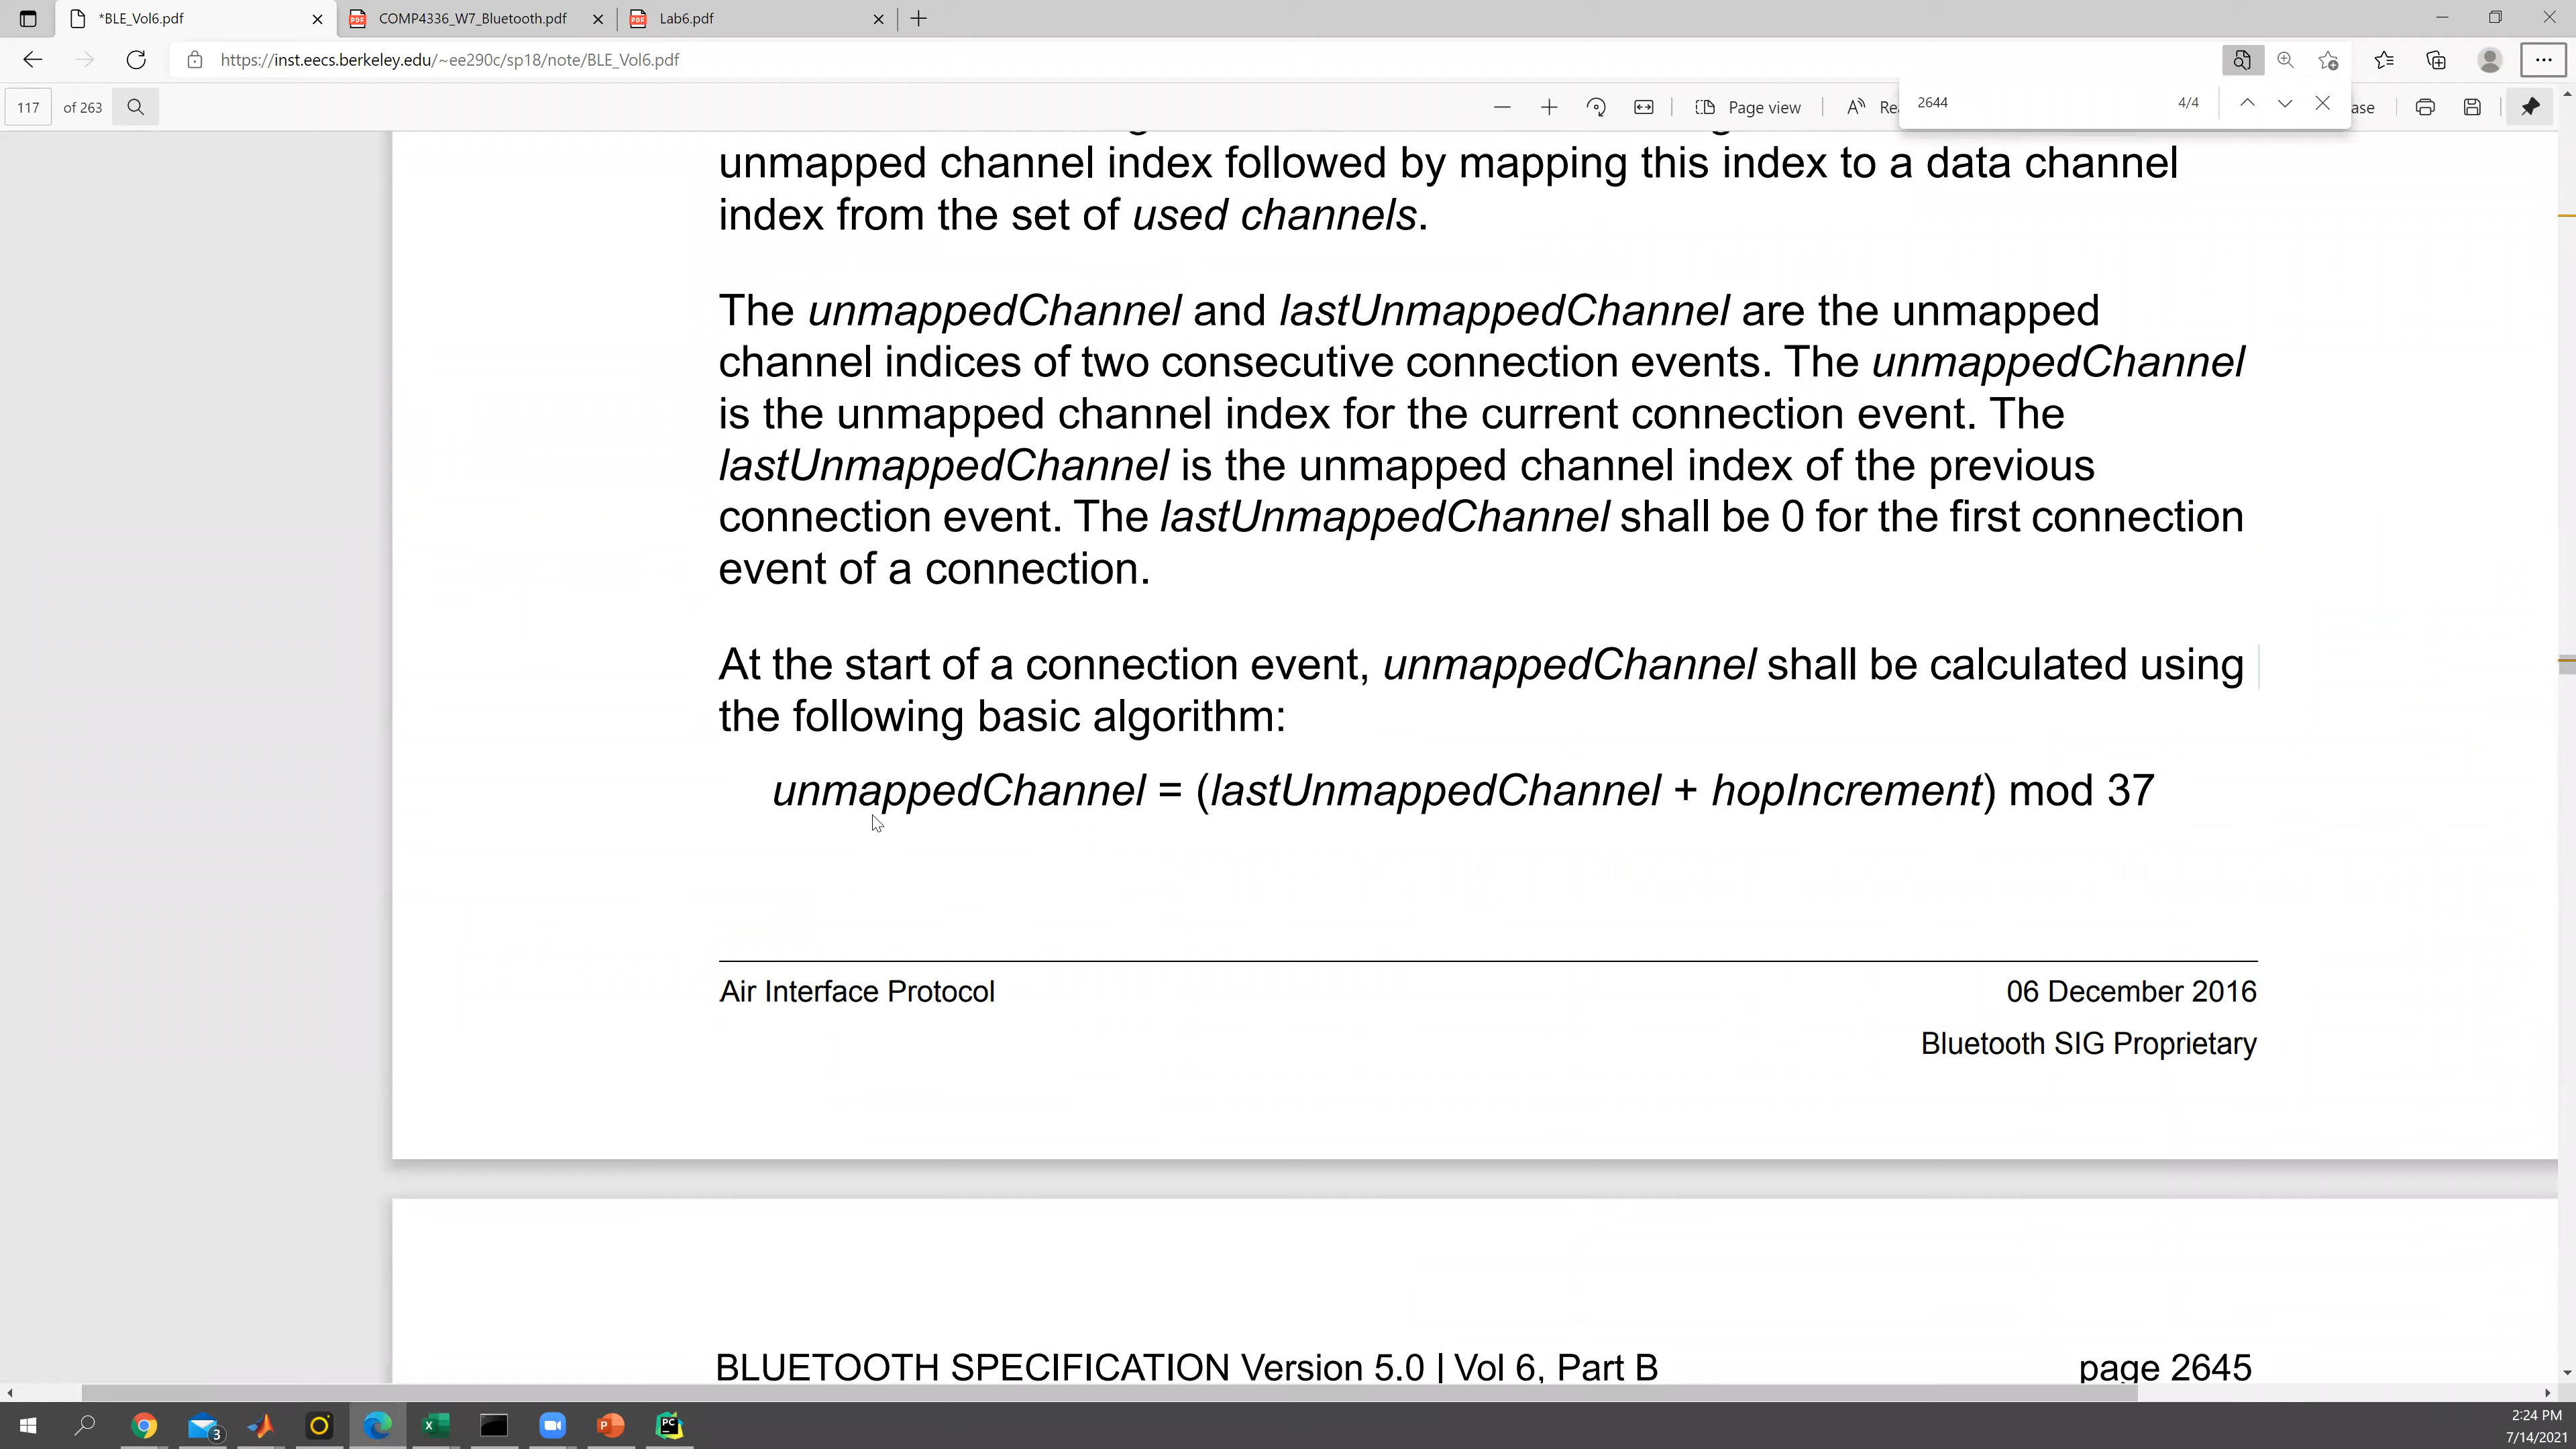 *BLE_Vol6.pdf
COMP4336_W7_Bluetooth.pdf
Lab6.pdf
https://inst.eecs.berkeley.edu/~ee290c/sp18/note/BLE_Vol6.pdf
117 of 263
Page view
Re
2644
4/4
ase
unmapped channel index followed by mapping this index to a data channel
index from the set of used channels.
The unmappedChannel and lastUnmappedChannel are the unmapped
channel indices of two consecutive connection events. The unmappedChannel
is the unmapped channel index for the current connection event. The
lastUnmappedChannel is the unmapped channel index of the previous
connection event. The lastUnmappedChannel shall be 0 for the first connection
event of a connection.
At the start of a connection event, unmappedChannel shall be calculated using
the following basic algorithm:
unmappedChannel = (lastUnmappedChannel + hopIncrement) mod 37
Air Interface Protocol
06 December 2016
Bluetooth SIG Proprietary
BLUETOOTH SPECIFICATION Version 5.0 | Vol 6, Part B
page 2645
3
2:24 PM
7/14/2021